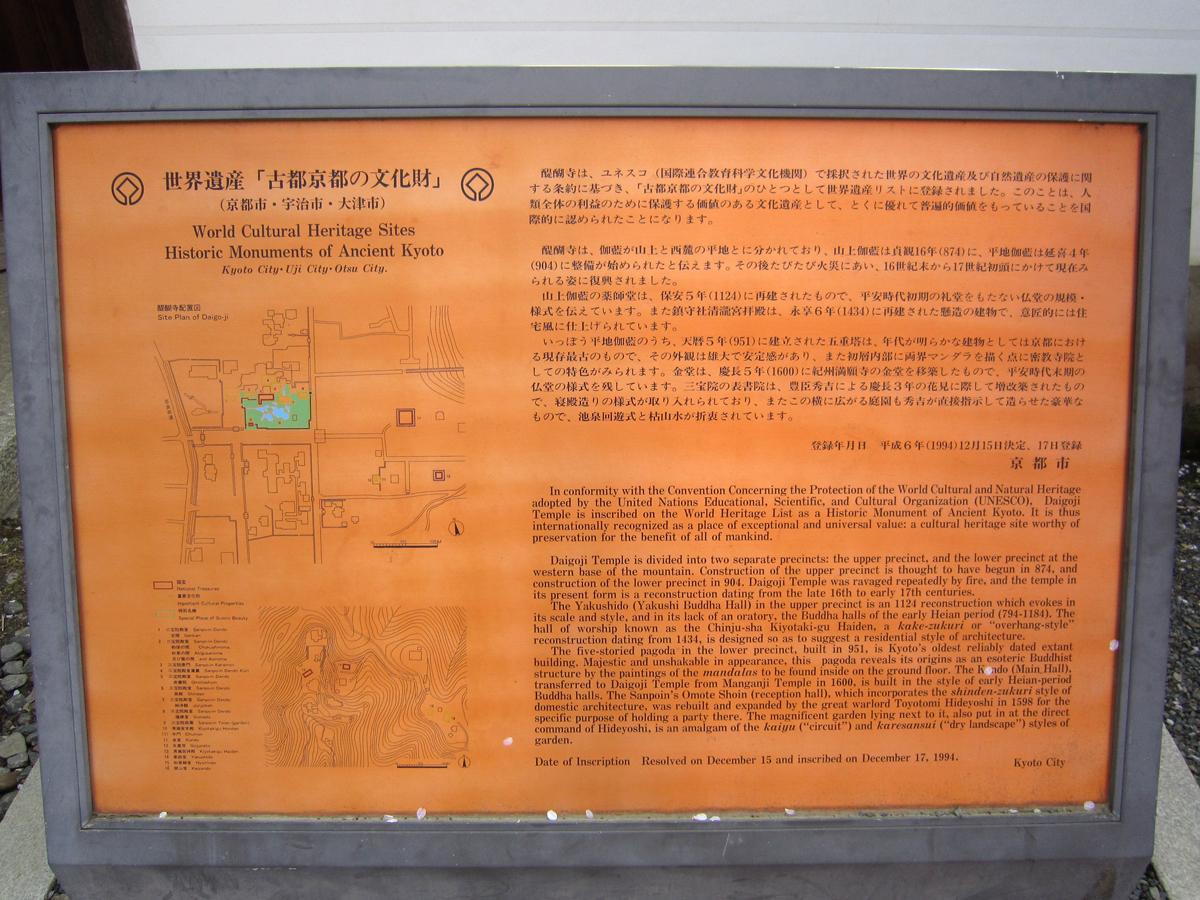 世界遺産「古都京都の文化財」
(京都市・宇治市・大津市)
World Cultural Heritage Sites
Historic Monuments of Ancient Kyoto
Kyoto City・Uji City・Otsu City.
醍醐寺配置図
Site Plan of Daigo-ji
国宝
National Treasures
重要文化財
Important Cultural Properties
特別名勝
Special Place of Scenic Beauty
醍醐寺は、ユネスコ（国際連合教育科学文化機関）で採択された世界の文化遺産及び自然遺産の保護に関
する条約に基づき、「古都京都の文化財」のひとつとして世界遺産リストに登録されました。このことは、人
類全体の利益のために保護する価値のある文化遺産として、とくに優れて普遍的価値をもっていることを国
際的に認められたことになります。
醍醐寺は、伽藍が山上と西麓の平地とに分かれており、山上伽藍は貞観16年(874)に、平地伽藍は延喜4年
(904)に整備が始められたと伝えます。その後たびたび火災にあい、16世紀末から17世紀初頭にかけて現在み
られる姿に復興されました。
山上伽藍の薬師堂は、保安5年(1124)に再建されたもので、平安時代初期の礼堂をもたない仏堂の規模・
様式を伝えています。また鎮守社清瀧宮拝殿は、永享6年(1434)に再建された懸造の建物で、意匠的には住
宅風に仕上げられています。
いっぽう平地伽藍のうち、天暦5年(951)に建立された五重塔は、年代が明らかな建物としては京都におけ
る現存最古のもので、その外観は雄大で安定感があり、また初層内部に両界マンダラを描く点に密教寺院と
しての特色がみられます。金堂は、慶長5年(1600)に紀州満願寺の金堂を移築したもので、平安時代末期の
仏堂の様式を残しています。三宝院の表書院は、豊臣秀吉による慶長3年の花見に際して増改築されたもの
で、寝殿造りの様式が取り入れられており、またこの横に広がる庭園も秀吉が直接指示して造らせた豪華な
もので、池泉回遊式と枯山水が折衷されています。
登録年月日　平成6年(1994)12月15日決定、17日登録
京都市
In conformity with the Convention Concerning the Protection of the World Cultural and Natural Heritage
adopted by the United Nations Educational, Scientific, and Cultural Organization (UNESCO), Daigoji
Temple is inscribed on the World Heritage List as a Historic Monument of Ancient Kyoto. It is thus
internationally recognized as a place of exceptional and universal value: a cultural heritage site worthy of
preservation for the benefit of all of mankind.
Daigoji Temple is divided into two separate precincts: the upper precinct, and the lower precinct at the
western base of the mountain. Construction of the upper precinct is thought to have begun in 874, and
construction of the lower precinct in 904. Daigoji Temple was ravaged repeatedly by fire, and the temple in
its present form is a reconstruction dating from the late 16th to early 17th centuries.
The Yakushido (Yakushi Buddha Hall) in the upper precinct is an 1124 reconstruction which evokes in
its scale and style, and in its lack of an oratory, the Buddha halls of the early Heian period (794-1184). The
hall of worship known as the Chinju-sha Kiyotaki-gu Haiden, a kake-zukuri or "overhang-style"
reconstruction dating from 1434, is designed so as to suggest a residential style of architecture.
The five-storied pagoda in the lower precinct, built in 951, is Kyoto's oldest reliably dated extant
building. Majestic and unshakable in appearance, this pagoda reveals its origins as an esoteric Buddhist
structure by the paintings of the mandalas to be found inside on the ground floor. The Kondo (Main Hall),
transferred to Daigoji Temple from Manganji Temple in 1600, is built in the style of early Heian-period
Buddha halls. The Sanpoin's Omote Shoin (reception hall), which incorporates the shinden-zukuri style of
domestic architecture, was rebuilt and expanded by the great warlord Toyotomi Hideyoshi in 1598 for the
specific purpose of holding a party there. The magnificent garden lying next to it, also put in at the direct
command of Hideyoshi, is an amalgam of the kaiyu ("circuit") and karesansui ("dry landscape") styles of
garden.
Date of Inscription Resolved on December 15 and inscribed on December 17, 1994.
Kyoto City